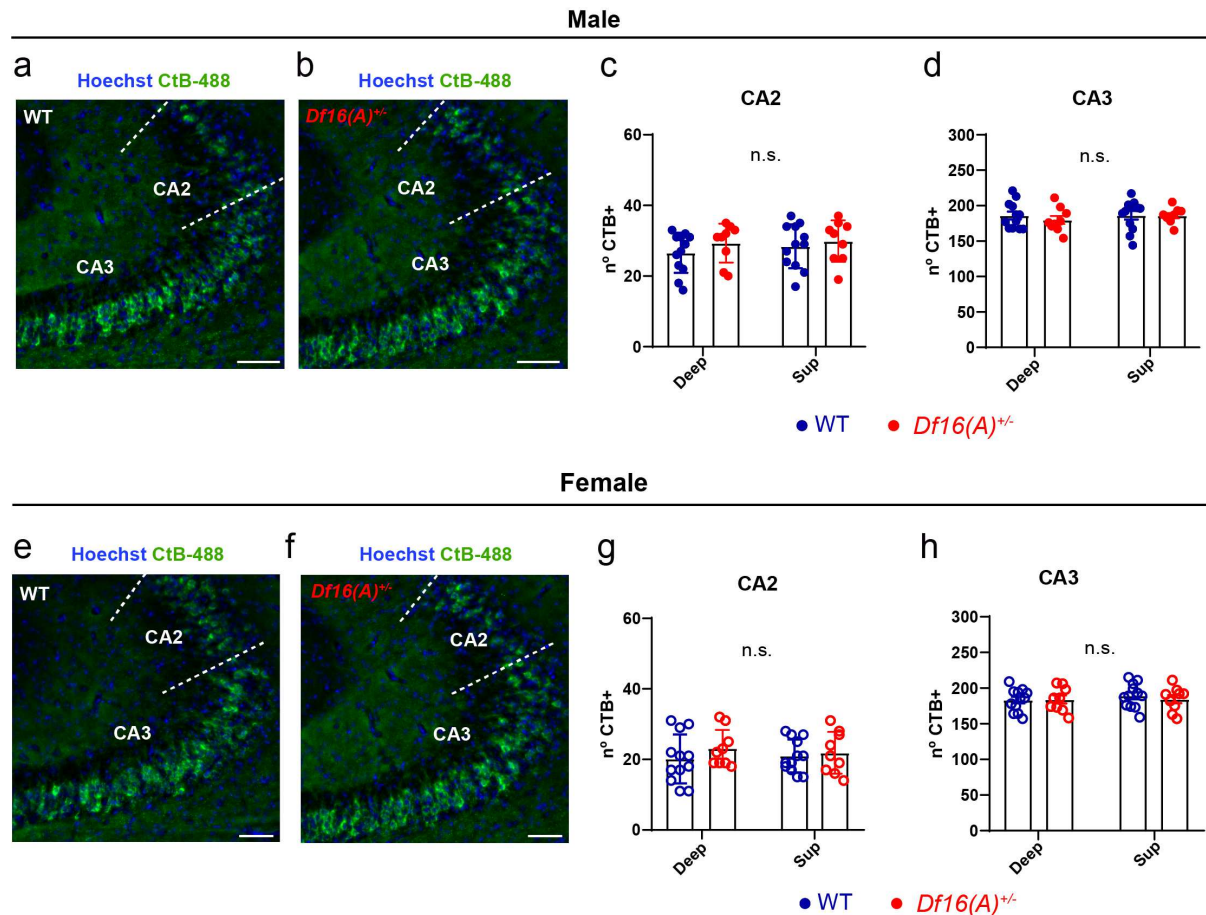 Male
a
Hoechst CtB-488
WT
CA2
CA3
b
Hoechst CtB-488
Df16(A)+/-
CA2
CA3
c
CA2
nº CTB+
60
40
20
0
n.s.
Deep
Sup
d
CA3
nº CTB+
300
250
200
150
100
50
0
n.s.
Deep
Sup
WT
Df16(A)+/-
Female
e
Hoechst CtB-488
WT
CA2
CA3
f
Hoechst CtB-488
Df16(A)+/-
CA2
CA3
g
CA2
nº CTB+
60
40
20
0
n.s.
Deep
Sup
h
CA3
nº CTB+
300
250
200
150
100
50
0
n.s.
Deep
Sup
WT
Df16(A)+/-